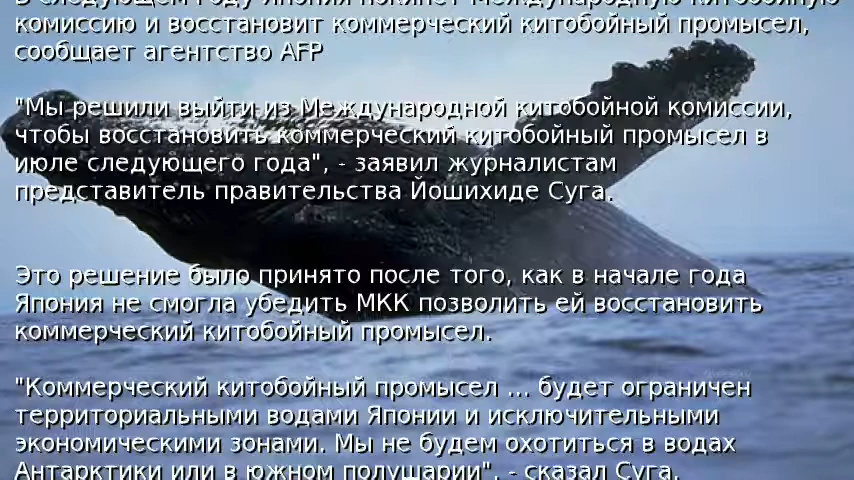 В следующем году Япония покинет Международную китобойную
комиссию и восстановит коммерческий китобойный промысел,
сообщает агентство AFP
"Мы решили выйти из Международной китобойной комиссии,
чтобы восстановить коммерческий китобойный промысел в
июле следующего года", - заявил журналистам
представитель правительства Йошихиде Суга.
Это решение было принято после того, как в начале года
Япония не смогла убедить МКК позволить ей восстановить
коммерческий китобойный промысел.
"Коммерческий китобойный промысел ... будет ограничен
территориальными водами Японии и исключительными
экономическими зонами. Мы не будем охотиться в водах
Антарктики или в южном полушарии", - сказал Суга.